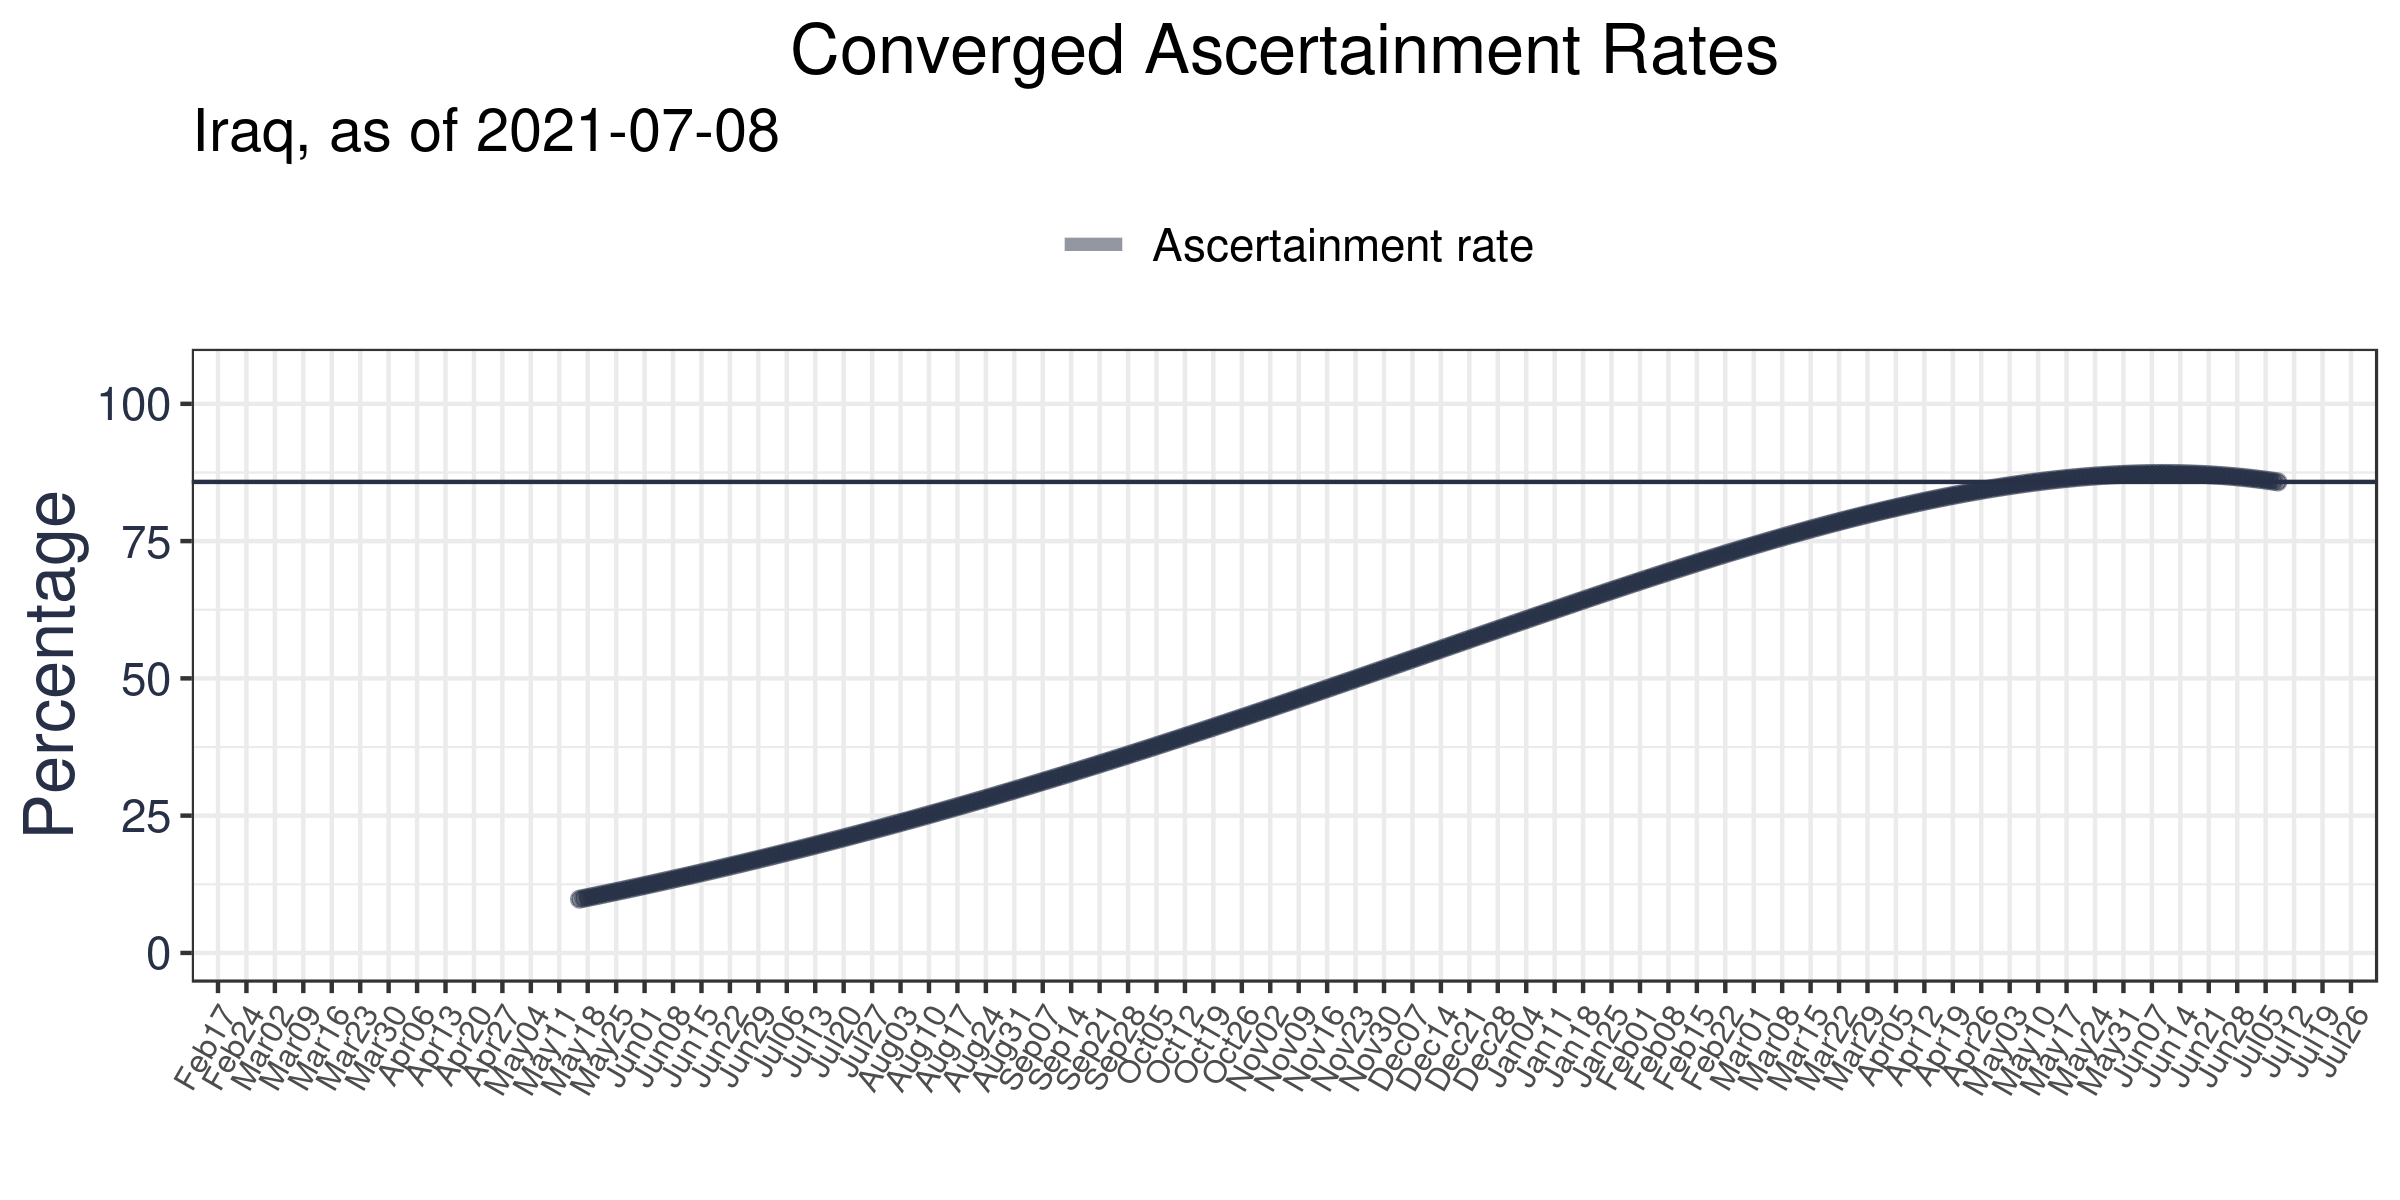 Converged Ascertainment Rates
Iraq, as of 2021-07-08
Ascertainment rate
Percentage
100
75
50
25
0
Feb17
Feb24
Mar02
Mar09
Mar16
Mar23
Mar30
Apr06
Apr13
Apr20
Apr27
May04
May11
May18
May25
Jun01
Jun08
Jun15
Jun22
Jun29
Jul06
Jul13
Jul20
Jul27
Aug03
Aug10
Aug17
Aug24
Aug31
Sep07
Sep14
Sep21
Sep28
Oct05
Oct12
Oct19
Oct26
Nov02
Nov09
Nov16
Nov23
Nov30
Dec07
Dec14
Dec21
Dec28
Jan04
Jan11
Jan18
Jan25
Feb01
Feb08
Feb15
Feb22
Mar01
Mar08
Mar15
Mar22
Mar29
Apr05
Apr12
Apr19
Apr26
May03
May10
May17
May24
May31
Jun07
Jun14
Jun21
Jun28
Jul05
Jul12
Jul19
Jul26